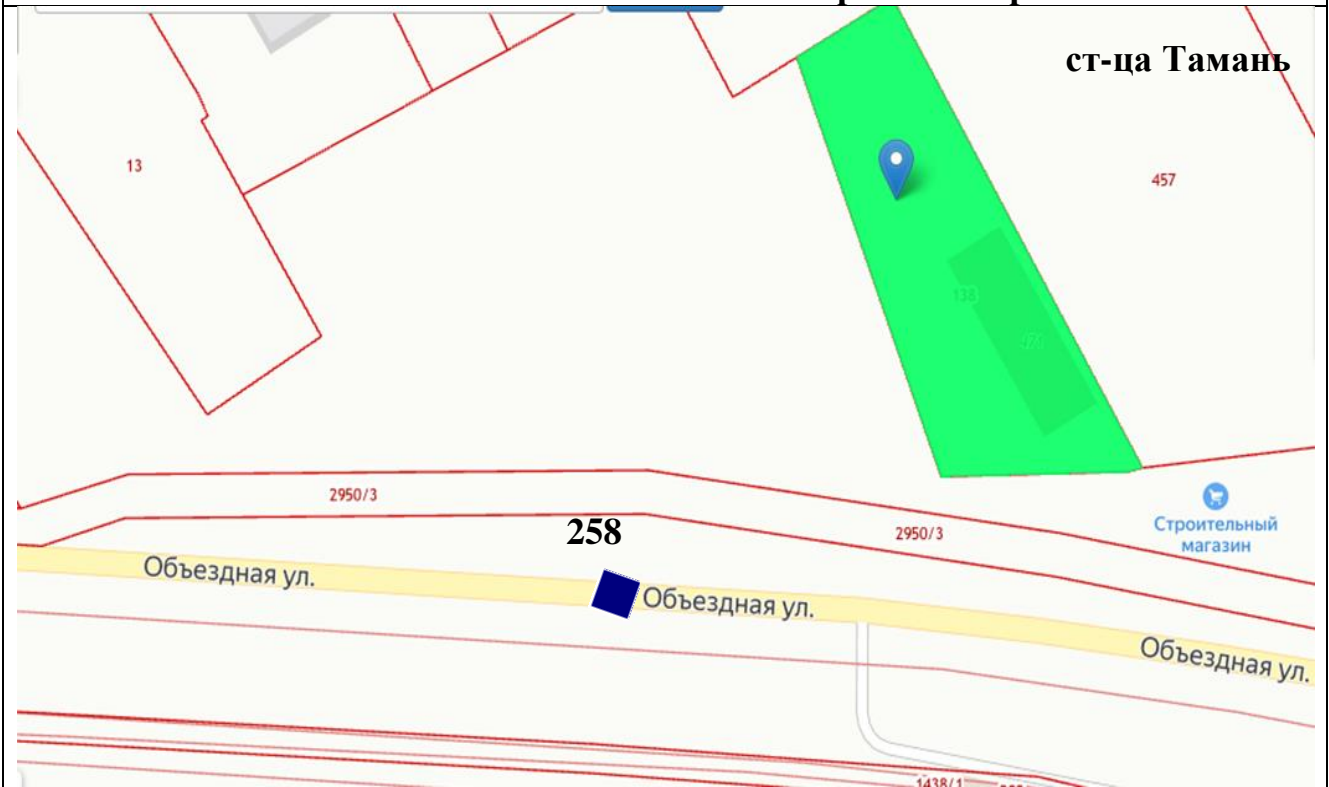 ст-ца Тамань
13
457
138
2950/3
258
2950/3
Строительный
магазин
Объездная ул.
Объездная ул.
Объездная ул.
1438/1